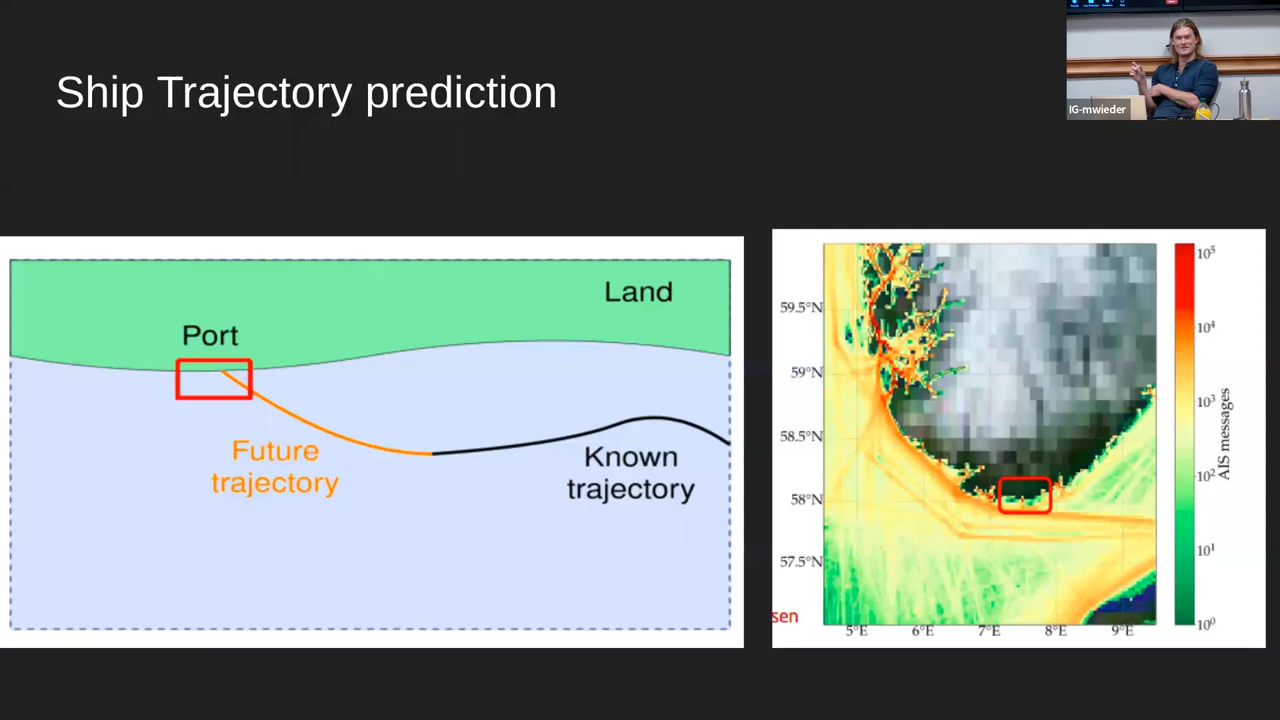 Ship Trajectory prediction
IG-mwieder
Land
Port
Future
trajectory
Known
trajectory
59.5°N
59°N
58.5°N
58°N
57.5°N
5°E
6°E
7°E
8°E
9°E
10⁵
10⁴
10³
10²
10¹
10⁰
AIS messages
sen